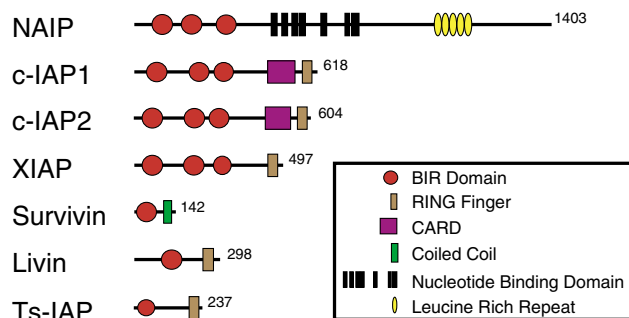 NAIP 1403
c-IAP1 618
c-IAP2 604
XIAP 497
Survivin 142
Livin 298
Ts-IAP 237
BIR Domain
RING Finger
CARD
Coiled Coil
Nucleotide Binding Domain
Leucine Rich Repeat